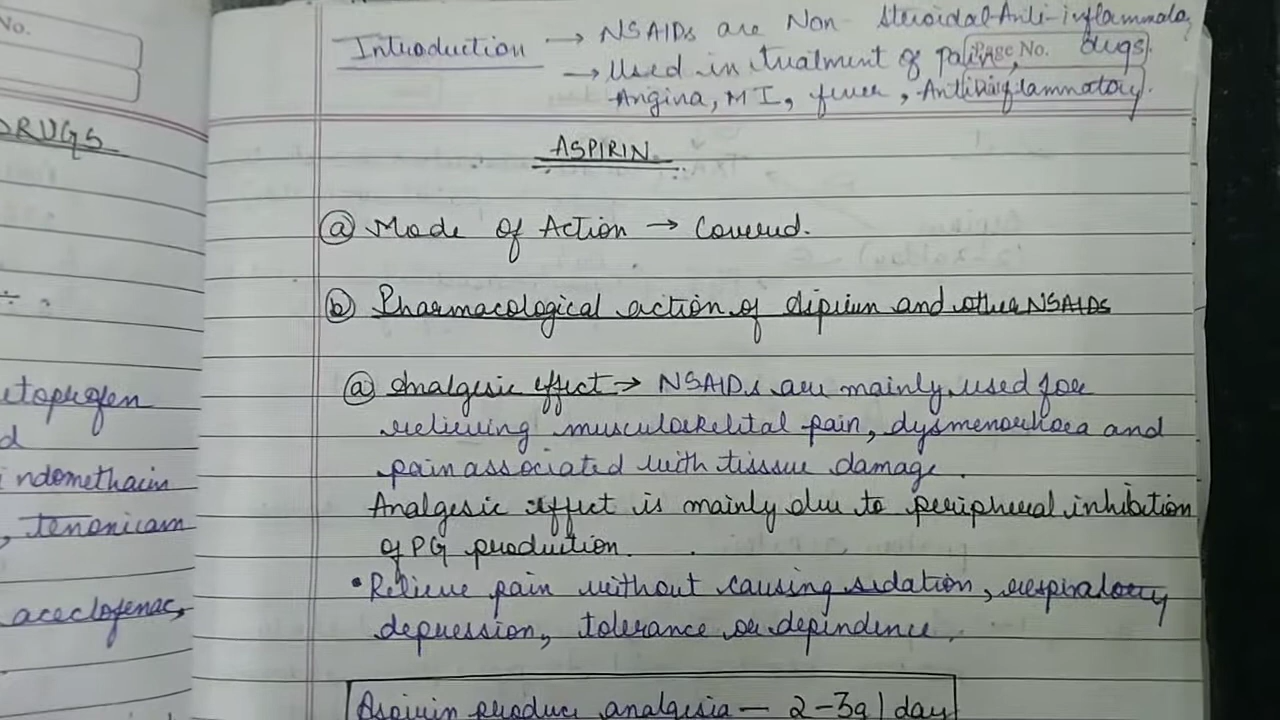 No.
DRUGS
etoprofen
d
indomethacin
, tenoxicam
aceclofenac,
Introduction → NSAIDs are Non-Steroidal Anti-inflammato
drugs.
→ Used in treatment of pain,
Page No.
Angina, MI, fever, Antiinflammatory.
ASPIRIN
ⓐ Mode of Action → Covered.
ⓑ Pharmacological action of Aspirin and other NSAIDS
ⓐ Analgesic effect → NSAIDs are mainly used for
relieving musculoskeletal pain, dysmenorrhoea and
pain associated with tissue damage.
Analgesic effect is mainly due to peripheral inhibition
of PG production.
• Relieve pain without causing sedation, respiratory
depression, tolerance or dependence.
Aspirin produce analgesia — 2-3g/day